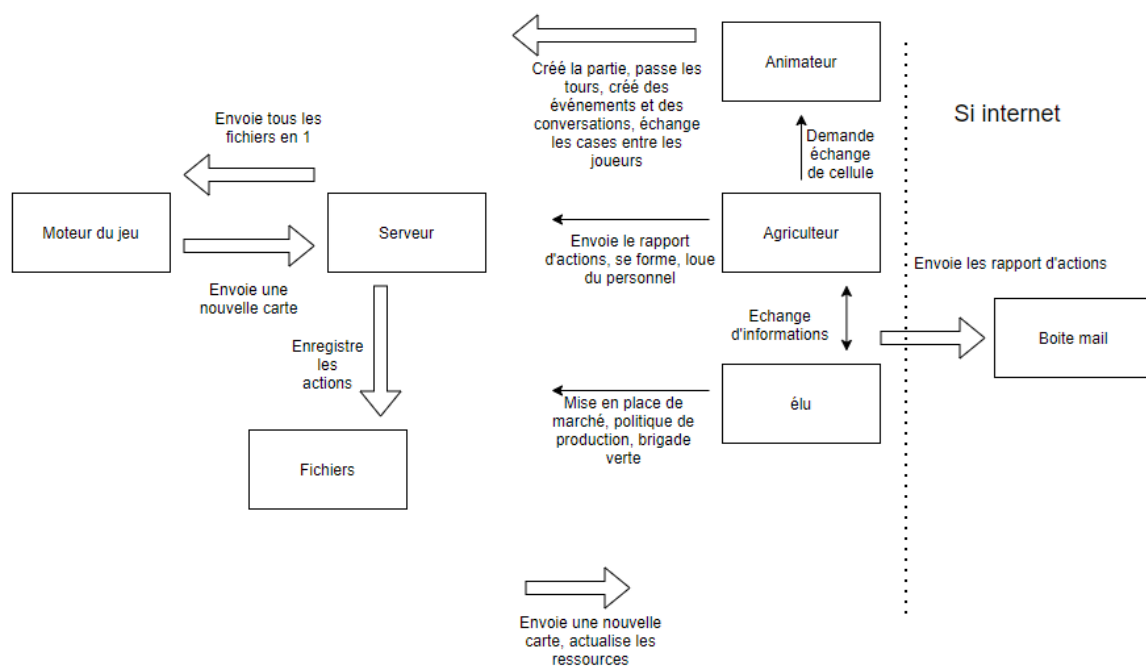 Animateur
Créé la partie, passe les
tours, créé des
événements et des
conversations, échange
les cases entre les
joueurs
Si internet
Envoie tous les
fichiers en 1
Demande
échange
de cellule
Moteur du jeu
Serveur
Agriculteur
Envoie le rapport
d'actions, se forme, loue
du personnel
Envoie les rapport d'actions
Envoie une
nouvelle carte
Echange
d'informations
Boite mail
Enregistre
les
actions
Mise en place de
marché, politique de
production, brigade
verte
élu
Fichiers
Envoie une nouvelle
carte, actualise les
ressources